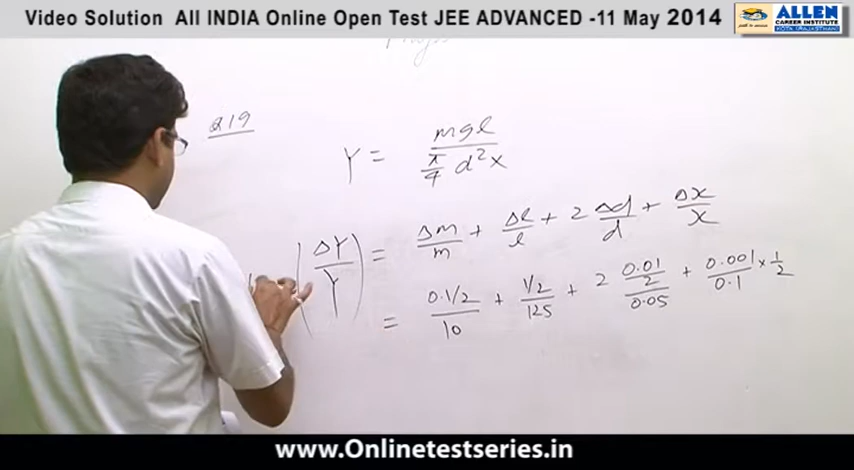 Video Solution All INDIA Online Open Test JEE ADVANCED -11 May 2014
ALLEN
CAREER INSTITUTE
KOTA (RAJASTHAN)
Q19
Y = mgl / (π/4 d²x)
(ΔY/Y) = Δm/m + Δl/l + 2 Δd/d + Δx/x
= (0.1/2)/10 + (1/2)/125 + 2 (0.01/2)/0.05 + 0.001/0.1 × 1/2
www.Onlinetestseries.in